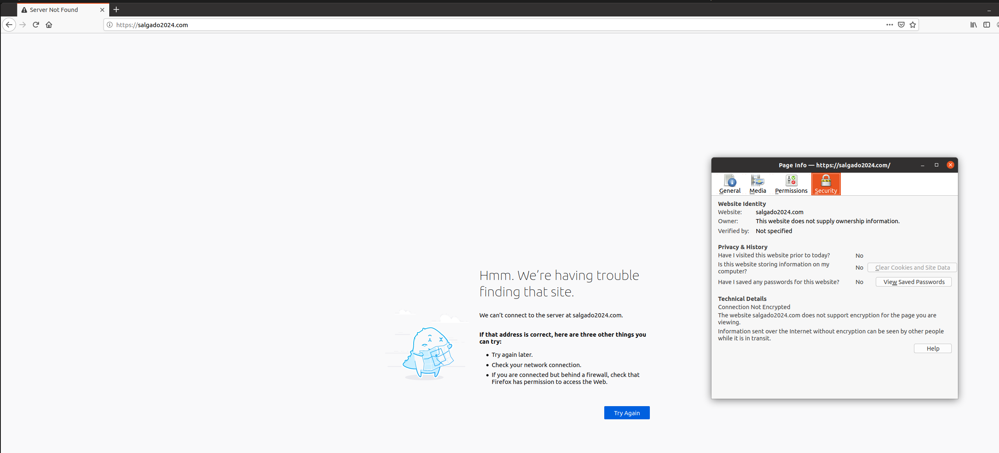 Server Not Found
https://salgado2024.com
Page Info — https://salgado2024.com/
General Media Permissions Security
Website Identity
Website: salgado2024.com
Owner: This website does not supply ownership information.
Verified by: Not specified
Privacy & History
Have I visited this website prior to today? No
Is this website storing information on my
computer?
No Clear Cookies and Site Data
Have I saved any passwords for this website? No View Saved Passwords
Technical Details
Connection Not Encrypted
The website salgado2024.com does not support encryption for the page you are
viewing.
Information sent over the Internet without encryption can be seen by other people
while it is in transit.
Help
Hmm. We’re having trouble
finding that site.
We can’t connect to the server at salgado2024.com.
If that address is correct, here are three other things you
can try:
• Try again later.
• Check your network connection.
• If you are connected but behind a firewall, check that
Firefox has permission to access the Web.
Try Again